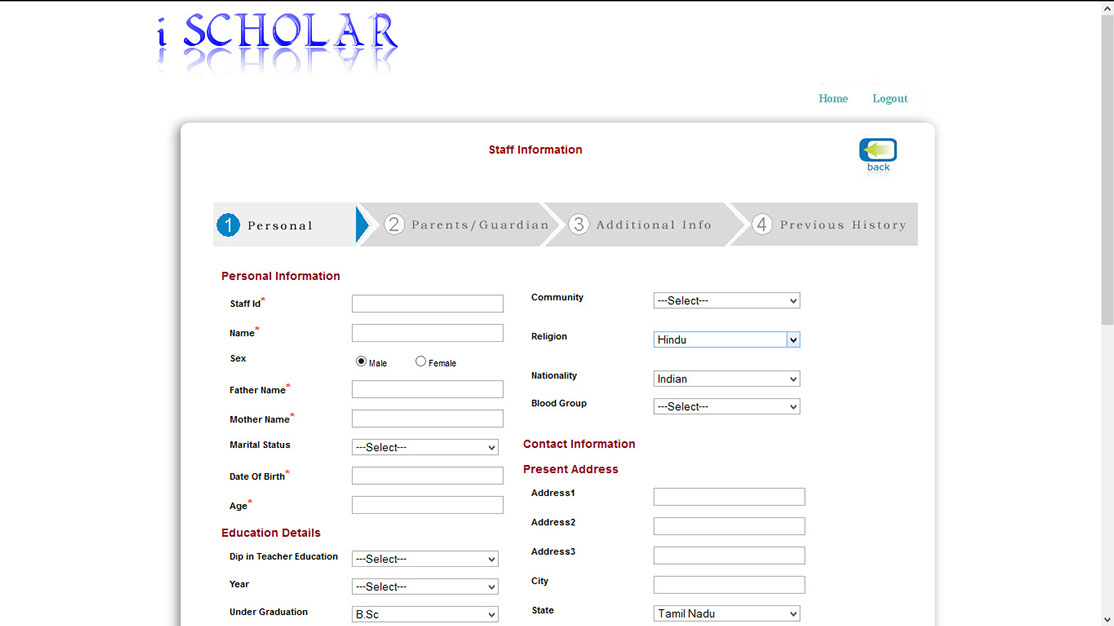 i SCHOLAR
Home Logout
Staff Information
back
1 Personal 2 Parents/Guardian 3 Additional Info 4 Previous History
Personal Information
Staff Id*
Name*
Sex Male Female
Father Name*
Mother Name*
Marital Status ---Select---
Date Of Birth*
Age*
Education Details
Dip in Teacher Education ---Select---
Year ---Select---
Under Graduation B.Sc
Community ---Select---
Religion Hindu
Nationality Indian
Blood Group ---Select---
Contact Information
Present Address
Address1
Address2
Address3
City
State Tamil Nadu